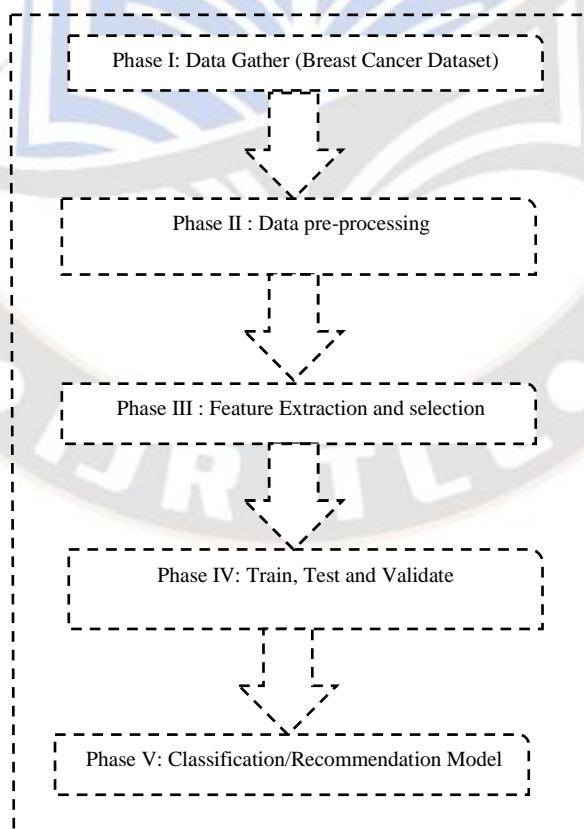 Phase I: Data Gather (Breast Cancer Dataset)
Phase II : Data pre-processing
Phase III : Feature Extraction and selection
IJRITCC
Phase IV: Train, Test and Validate
Phase V: Classification/Recommendation Model